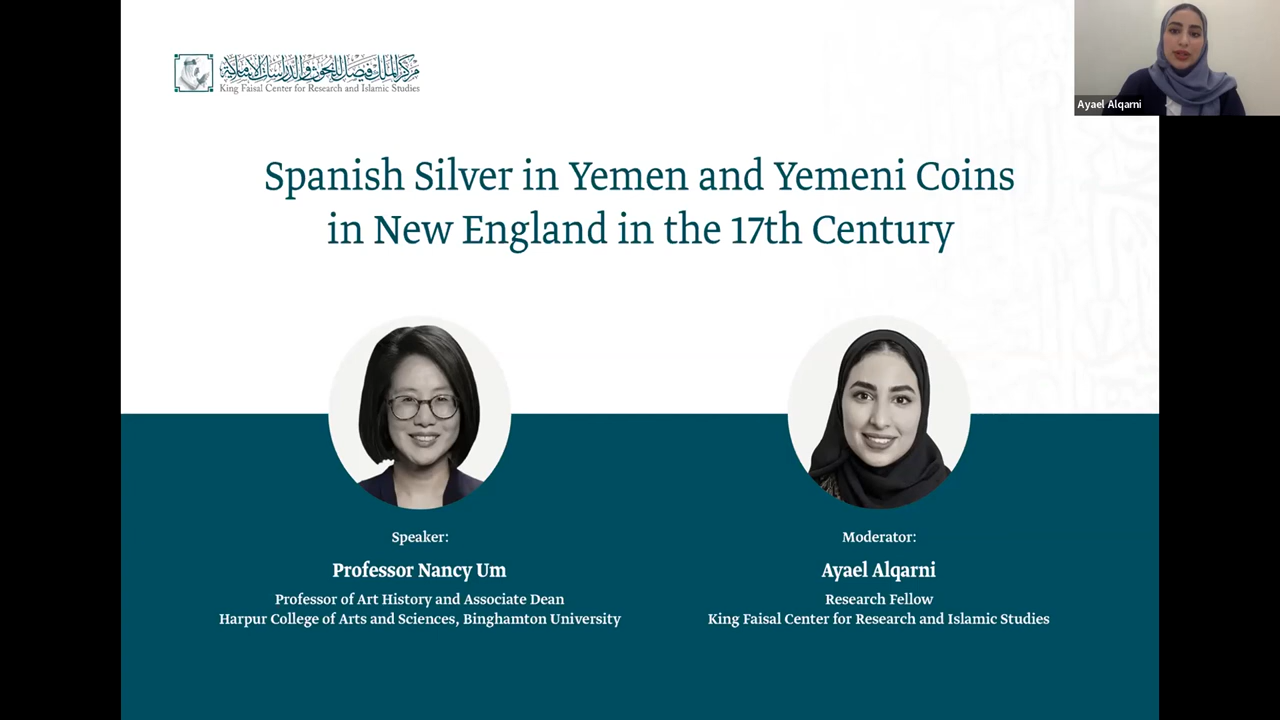 مركز الملك فيصل للبحوث والدراسات الإسلامية
King Faisal Center for Research and Islamic Studies
Ayael Alqarni
Spanish Silver in Yemen and Yemeni Coins
in New England in the 17th Century
Speaker:
Professor Nancy Um
Professor of Art History and Associate Dean
Harpur College of Arts and Sciences, Binghamton University
Moderator:
Ayael Alqarni
Research Fellow
King Faisal Center for Research and Islamic Studies